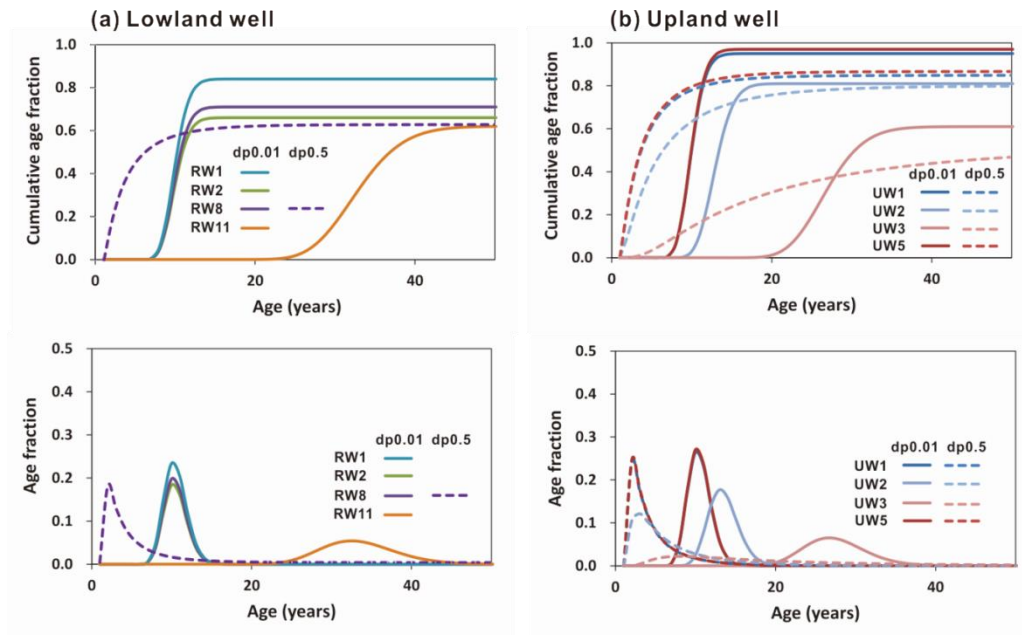 (a) Lowland well
(b) Upland well
Cumulative age fraction
1.0
0.8
0.6
0.4
0.2
0.0
dp0.01 dp0.5
RW1
RW2
RW8
RW11
20
40
Age (years)
Cumulative age fraction
1.0
0.8
0.6
0.4
0.2
0.0
dp0.01 dp0.5
UW1
UW2
UW3
UW5
0
20
40
Age (years)
Age fraction
0.5
0.4
0.3
0.2
0.1
0.0
dp0.01 dp0.5
RW1
RW2
RW8
RW11
0
20
40
Age (years)
Age fraction
0.5
0.4
0.3
0.2
0.1
0.0
dp0.01 dp0.5
UW1
UW2
UW3
UW5
0
20
40
Age (years)